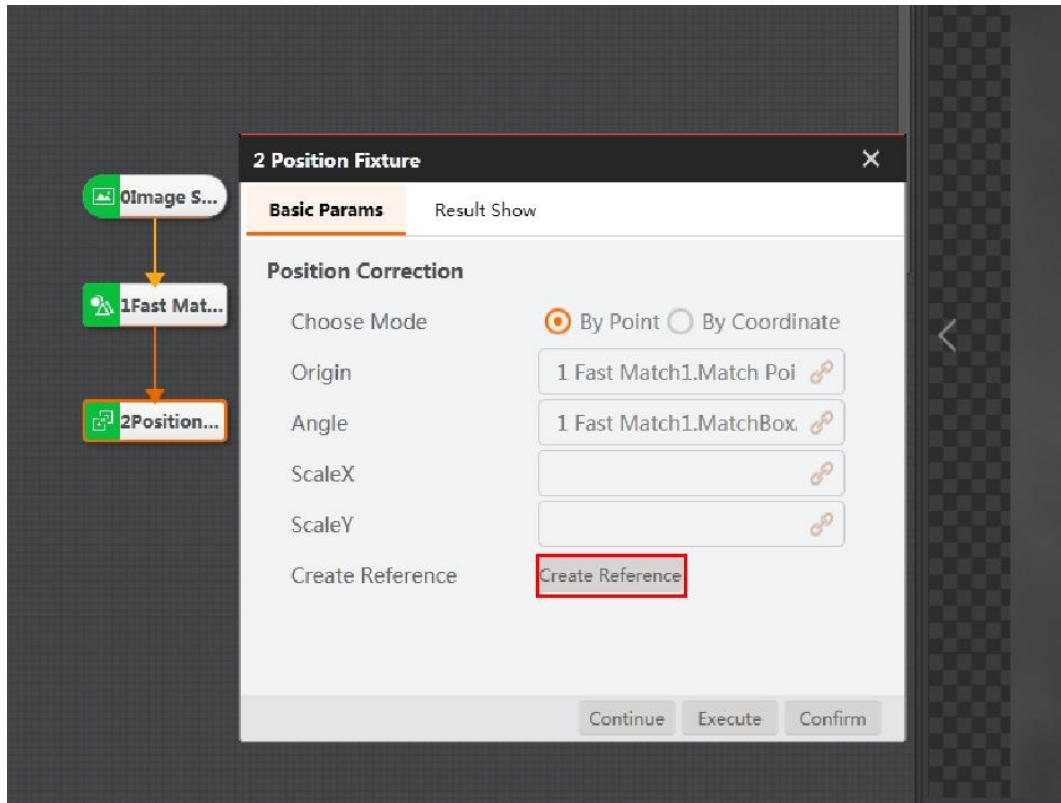 0Image S...
1Fast Mat...
2Position...
2 Position Fixture
Basic Params Result Show
Position Correction
Choose Mode By Point By Coordinate
Origin 1 Fast Match1.Match Poi
Angle 1 Fast Match1.MatchBox.
ScaleX
ScaleY
Create Reference Create Reference
Continue Execute Confirm